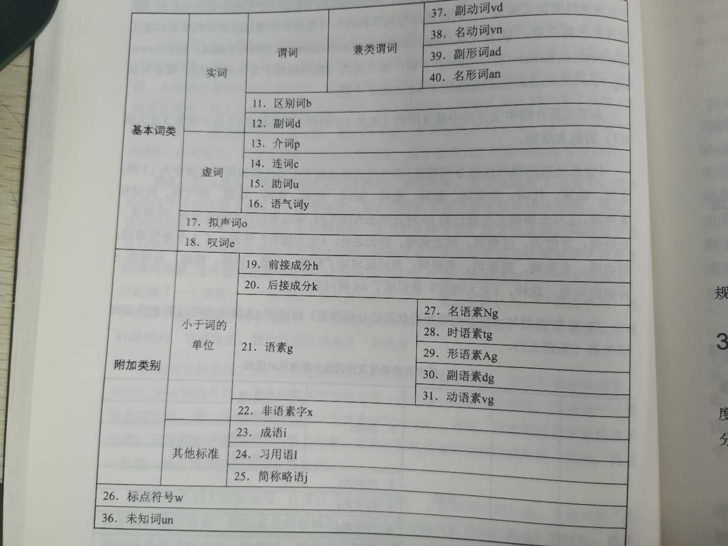 37. 副动词vd
谓词
兼类谓词
38. 名动词vn
实词
39. 副形词ad
40. 名形词an
11. 区别词b
12. 副词d
基本词类
13. 介词p
14. 连词c
虚词
15. 助词u
16. 语气词y
17. 拟声词o
18. 叹词e
19. 前接成分h
20. 后接成分k
小于词的
单位
27. 名语素Ng
28. 时语素tg
21. 语素g
29. 形语素Ag
附加类别
30. 副语素dg
31. 动语素vg
22. 非语素字x
23. 成语i
其他标准
24. 习用语l
25. 简称略语j
26. 标点符号w
36. 未知词un
规
3
度
分